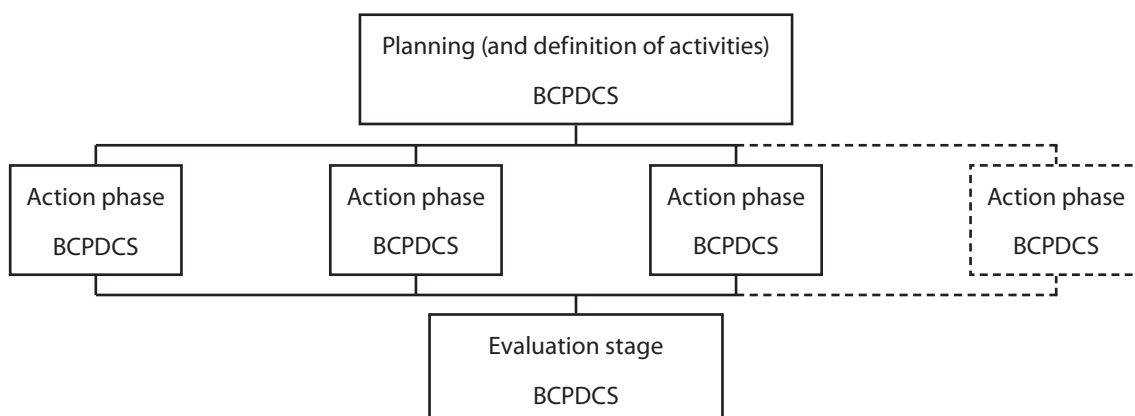 Planning (and definition of activities)
BCPDCS
Action phase
BCPDCS
Action phase
BCPDCS
Action phase
BCPDCS
Action phase
BCPDCS
Evaluation stage
BCPDCS